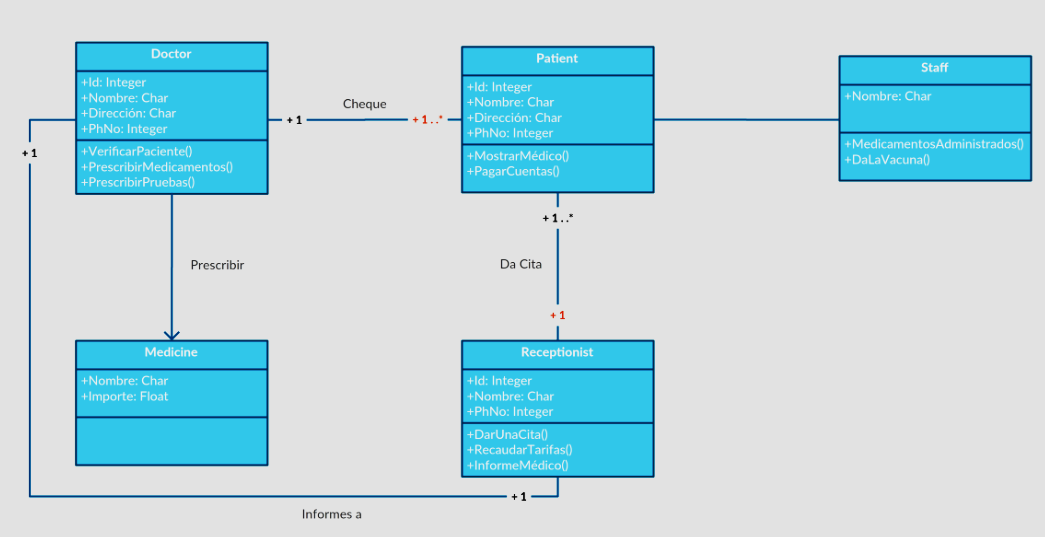 Doctor
+Id: Integer
+Nombre: Char
+Dirección: Char
+PhNo: Integer
+VerificarPaciente()
+PrescribirMedicamentos()
+PrescribirPruebas()
+ 1
Cheque
+ 1 . .*
+ 1
Patient
+Id: Integer
+Nombre: Char
+Dirección: Char
+PhNo: Integer
+MostrarMédico()
+PagarCuentas()
Staff
+Nombre: Char
+MedicamentosAdministrados()
+DaLaVacuna()
+ 1 . .*
Prescribir
Da Cita
+ 1
Medicine
+Nombre: Char
+Importe: Float
Receptionist
+Id: Integer
+Nombre: Char
+PhNo: Integer
+DarUnaCita()
+RecaudarTarifas()
+InformeMédico()
+ 1
Informes a